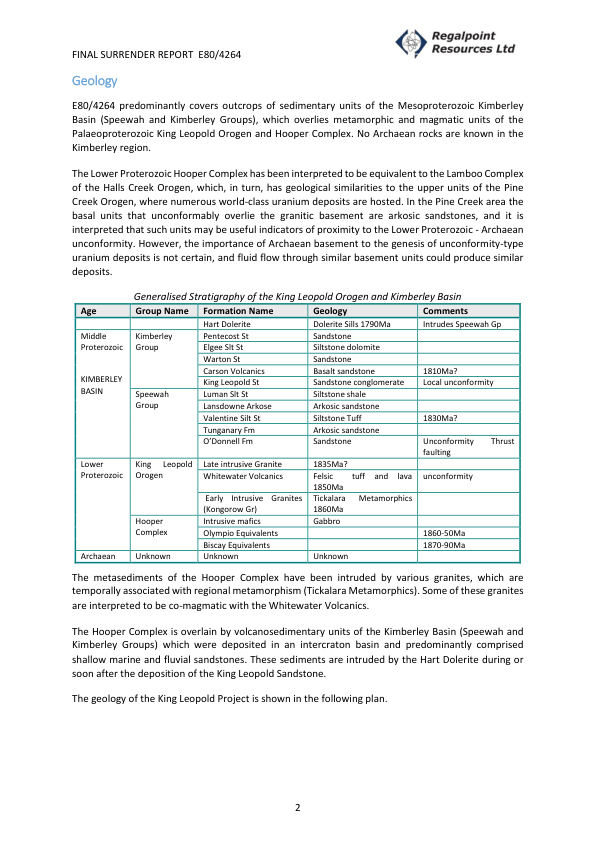 FINAL SURRENDER REPORT E80/4264
Regalpoint
Resources Ltd
Geology
E80/4264 predominantly covers outcrops of sedimentary units of the Mesoproterozoic Kimberley
Basin (Speewah and Kimberley Groups), which overlies metamorphic and magmatic units of the
Palaeoproterozoic King Leopold Orogen and Hooper Complex. No Archaean rocks are known in the
Kimberley region.
The Lower Proterozoic Hooper Complex has been interpreted to be equivalent to the Lamboo Complex
of the Halls Creek Orogen, which, in turn, has geological similarities to the upper units of the Pine
Creek Orogen, where numerous world-class uranium deposits are hosted. In the Pine Creek area the
basal units that unconformably overlie the granitic basement are arkosic sandstones, and it is
interpreted that such units may be useful indicators of proximity to the Lower Proterozoic - Archaean
unconformity. However, the importance of Archaean basement to the genesis of unconformity-type
uranium deposits is not certain, and fluid flow through similar basement units could produce similar
deposits.
Generalised Stratigraphy of the King Leopold Orogen and Kimberley Basin
Age Group Name Formation Name Geology Comments
Hart Dolerite Dolerite Sills 1790Ma Intrudes Speewah Gp
Middle Kimberley Pentecost St Sandstone
Proterozoic Group Elgee Slt St Siltstone dolomite
Warton St Sandstone
Carson Volcanics Basalt sandstone 1810Ma?
KIMBERLEY King Leopold St Sandstone conglomerate Local unconformity
BASIN Speewah Luman Slt St Siltstone shale
Group Lansdowne Arkose Arkosic sandstone
Valentine Silt St Siltstone Tuff 1830Ma?
Tunganary Fm Arkosic sandstone
O'Donnell Fm Sandstone Unconformity Thrust
faulting
Lower King Leopold Late intrusive Granite 1835Ma?
Proterozoic Orogen Whitewater Volcanics Felsic tuff and lava unconformity
1850Ma
Early Intrusive Granites Tickalara Metamorphics
(Kongorow Gr) 1860Ma
Hooper Intrusive mafics Gabbro
Complex Olympio Equivalents 1860-50Ma
Biscay Equivalents 1870-90Ma
Archaean Unknown Unknown Unknown
The metasediments of the Hooper Complex have been intruded by various granites, which are
temporally associated with regional metamorphism (Tickalara Metamorphics). Some of these granites
are interpreted to be co-magmatic with the Whitewater Volcanics.
The Hooper Complex is overlain by volcanosedimentary units of the Kimberley Basin (Speewah and
Kimberley Groups) which were deposited in an intercraton basin and predominantly comprised
shallow marine and fluvial sandstones. These sediments are intruded by the Hart Dolerite during or
soon after the deposition of the King Leopold Sandstone.
The geology of the King Leopold Project is shown in the following plan.
2